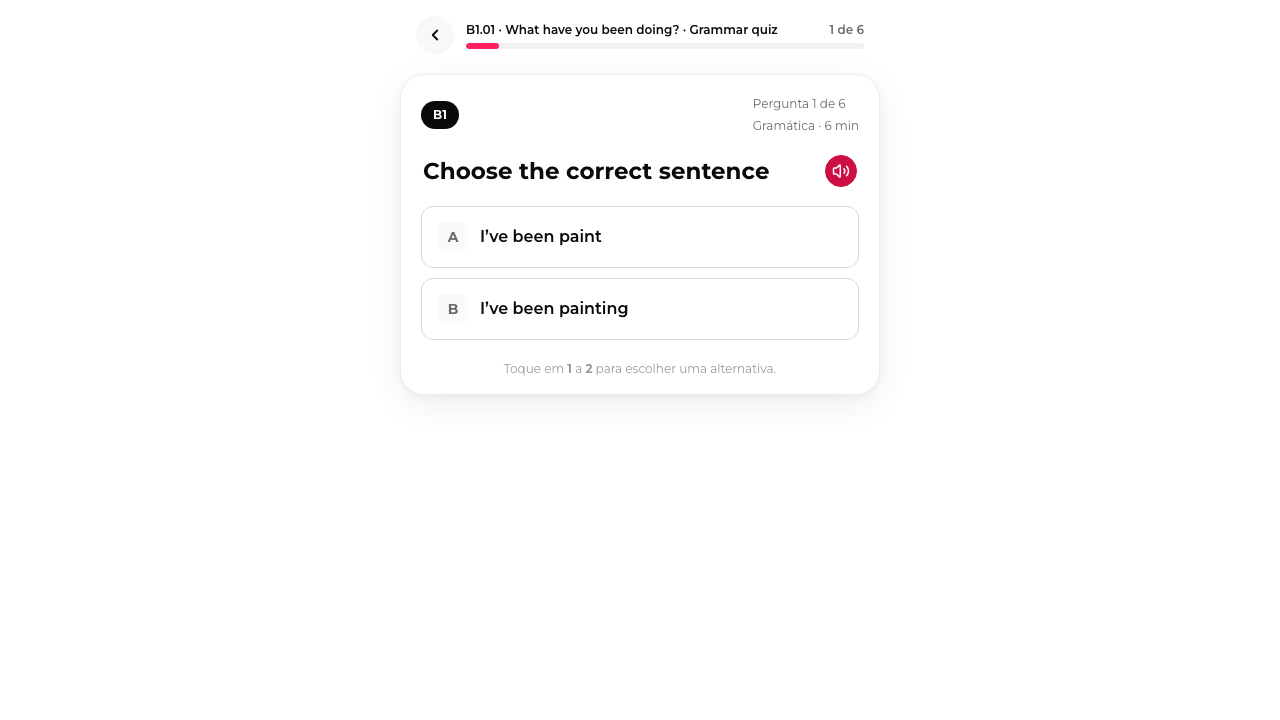 B1.01 · What have you been doing? · Grammar quiz
1 de 6
B1
Pergunta 1 de 6
Gramática · 6 min
Choose the correct sentence
A
I’ve been paint
B
I’ve been painting
Toque em 1 a 2 para escolher uma alternativa.